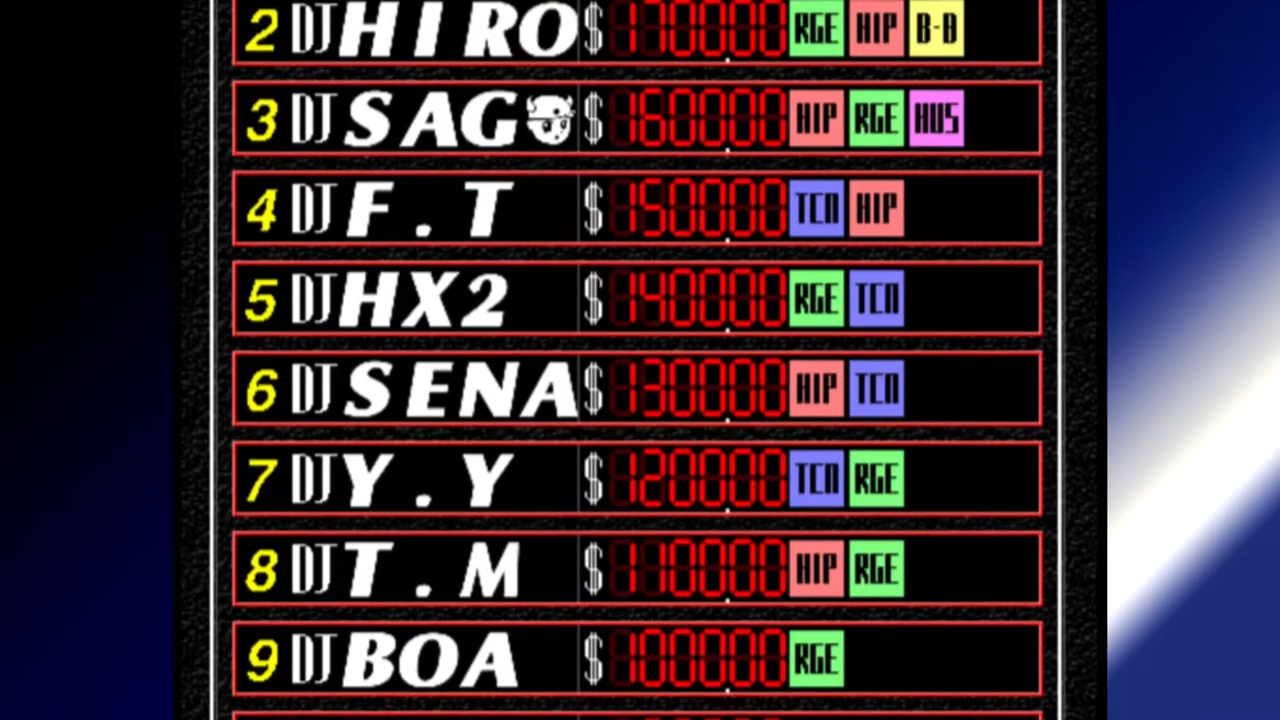 2 DJ HIRO $ 170000 RGE HIP B-B
3 DJ SAG $ 160000 HIP RGE HUS
4 DJ F.T $ 150000 TCN HIP
5 DJ HX2 $ 140000 RGE TCN
6 DJ SENA $ 130000 HIP TCN
7 DJ Y.Y $ 120000 TCN RGE
8 DJ T.M $ 110000 HIP RGE
9 DJ BOA $ 100000 RGE